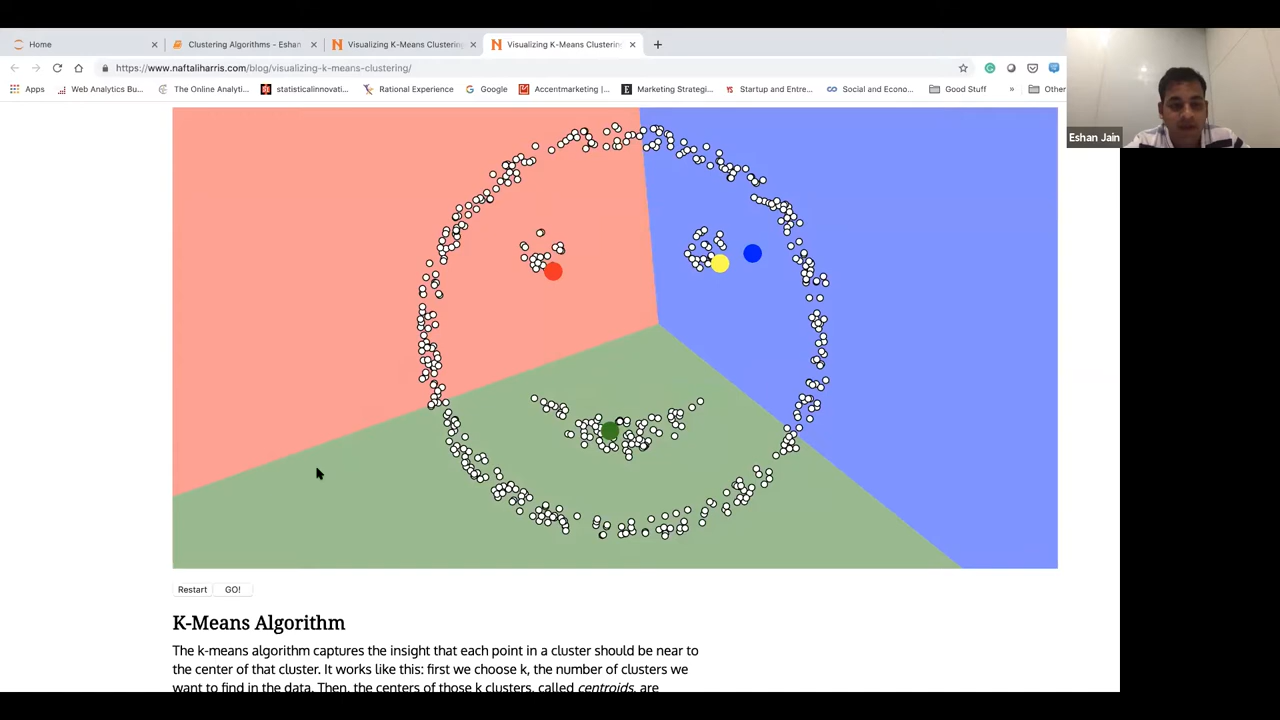 Home
Clustering Algorithms - Eshan
Visualizing K-Means Clustering
Visualizing K-Means Clustering
https://www.naftaliharris.com/blog/visualizing-k-means-clustering/
Apps
Web Analytics Bu...
The Online Analyti...
statisticalinnovati...
Rational Experience
Google
Accentmarketing |...
Marketing Strategi...
YS Startup and Entre...
Social and Econo...
Good Stuff
»
Other
Eshan Jain
Restart
GO!
K-Means Algorithm
The k-means algorithm captures the insight that each point in a cluster should be near to
the center of that cluster. It works like this: first we choose k, the number of clusters we
want to find in the data. Then, the centers of those k clusters, called centroids, are